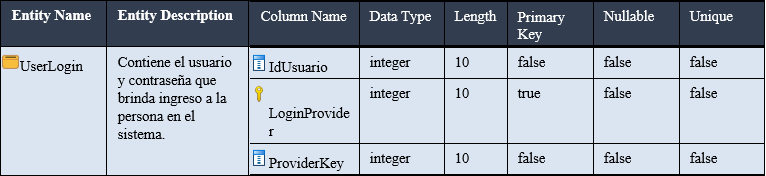 Entity Name Entity Description Column Name Data Type Length Primary Key Nullable Unique
UserLogin Contiene el usuario y contraseña que brinda ingreso a la persona en el sistema.
IdUsuario integer 10 false false false
LoginProvider integer 10 true false false
ProviderKey integer 10 false false false